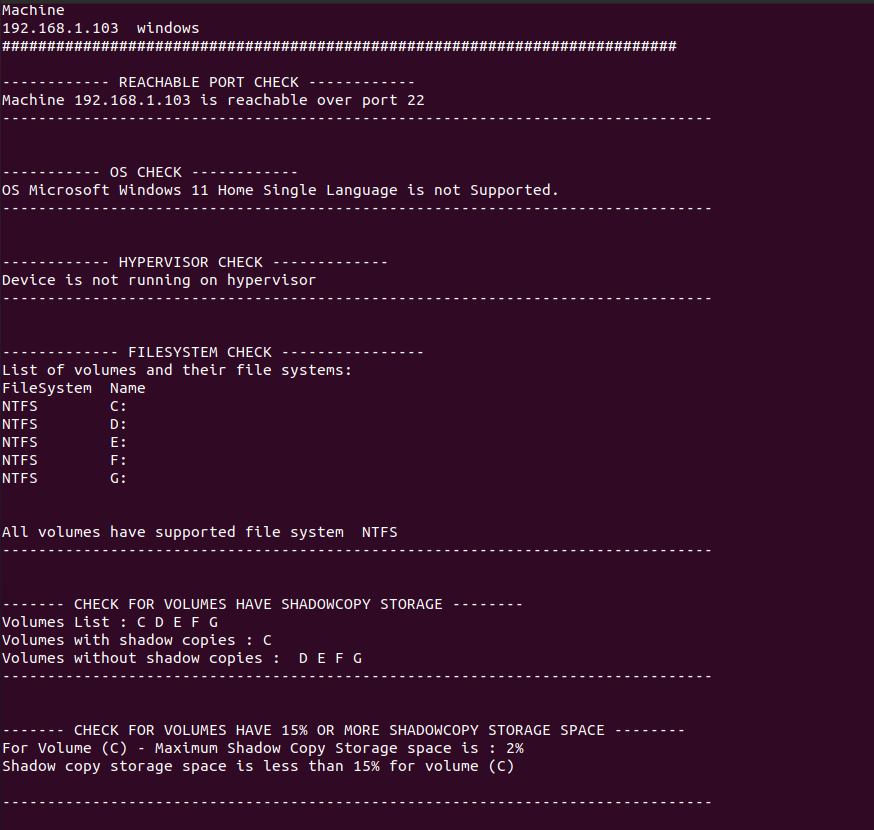 Machine
192.168.1.103  windows
###########################################################################
------------ REACHABLE PORT CHECK ------------
Machine 192.168.1.103 is reachable over port 22
-------------------------------------------------------------------------------
----------- OS CHECK ------------
OS Microsoft Windows 11 Home Single Language is not Supported.
-------------------------------------------------------------------------------
------------ HYPERVISOR CHECK -------------
Device is not running on hypervisor
-------------------------------------------------------------------------------
------------- FILESYSTEM CHECK ----------------
List of volumes and their file systems:
FileSystem  Name
NTFS        C:
NTFS        D:
NTFS        E:
NTFS        F:
NTFS        G:
All volumes have supported file system  NTFS
-------------------------------------------------------------------------------
------- CHECK FOR VOLUMES HAVE SHADOWCOPY STORAGE --------
Volumes List : C D E F G
Volumes with shadow copies : C
Volumes without shadow copies :  D E F G
-------------------------------------------------------------------------------
------- CHECK FOR VOLUMES HAVE 15% OR MORE SHADOWCOPY STORAGE SPACE --------
For Volume (C) - Maximum Shadow Copy Storage space is : 2%
Shadow copy storage space is less than 15% for volume (C)
-------------------------------------------------------------------------------